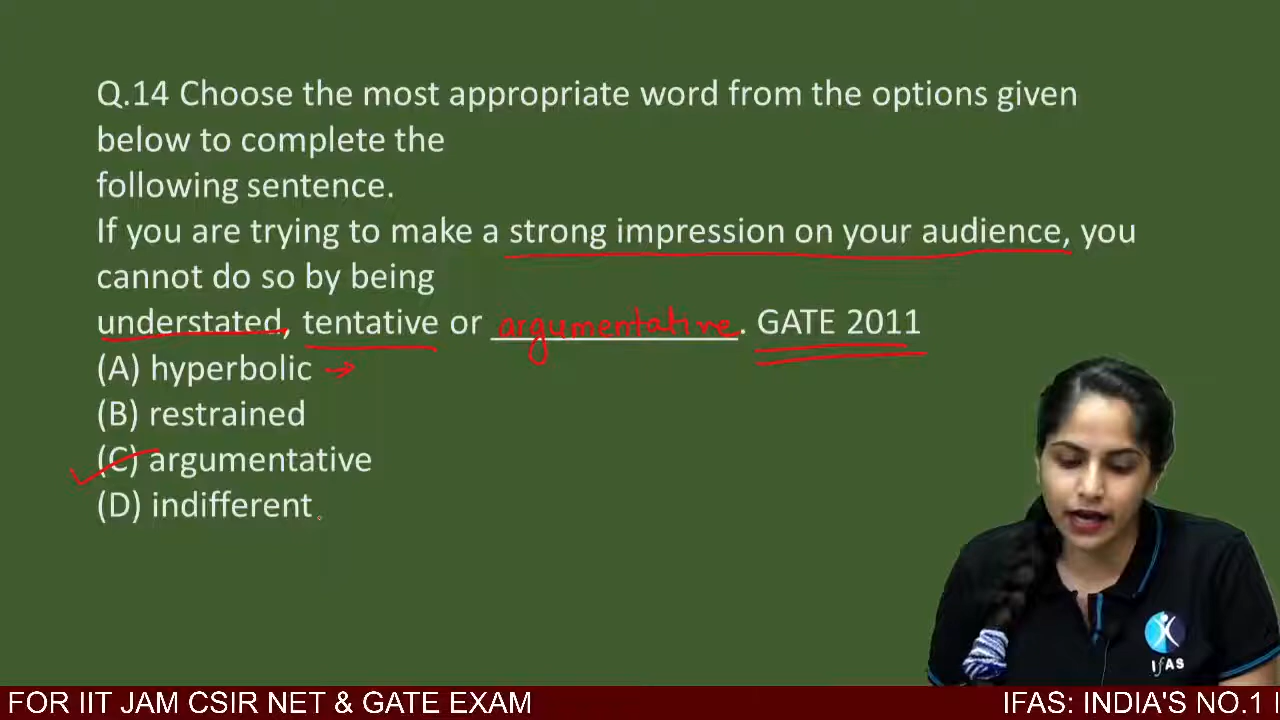 Q.14 Choose the most appropriate word from the options given
below to complete the
following sentence.
If you are trying to make a strong impression on your audience, you
cannot do so by being
understated, tentative or argumentative. GATE 2011
(A) hyperbolic
(B) restrained
(C) argumentative
(D) indifferent
IfAS
FOR IIT JAM CSIR NET & GATE EXAM
IFAS: INDIA'S NO.1